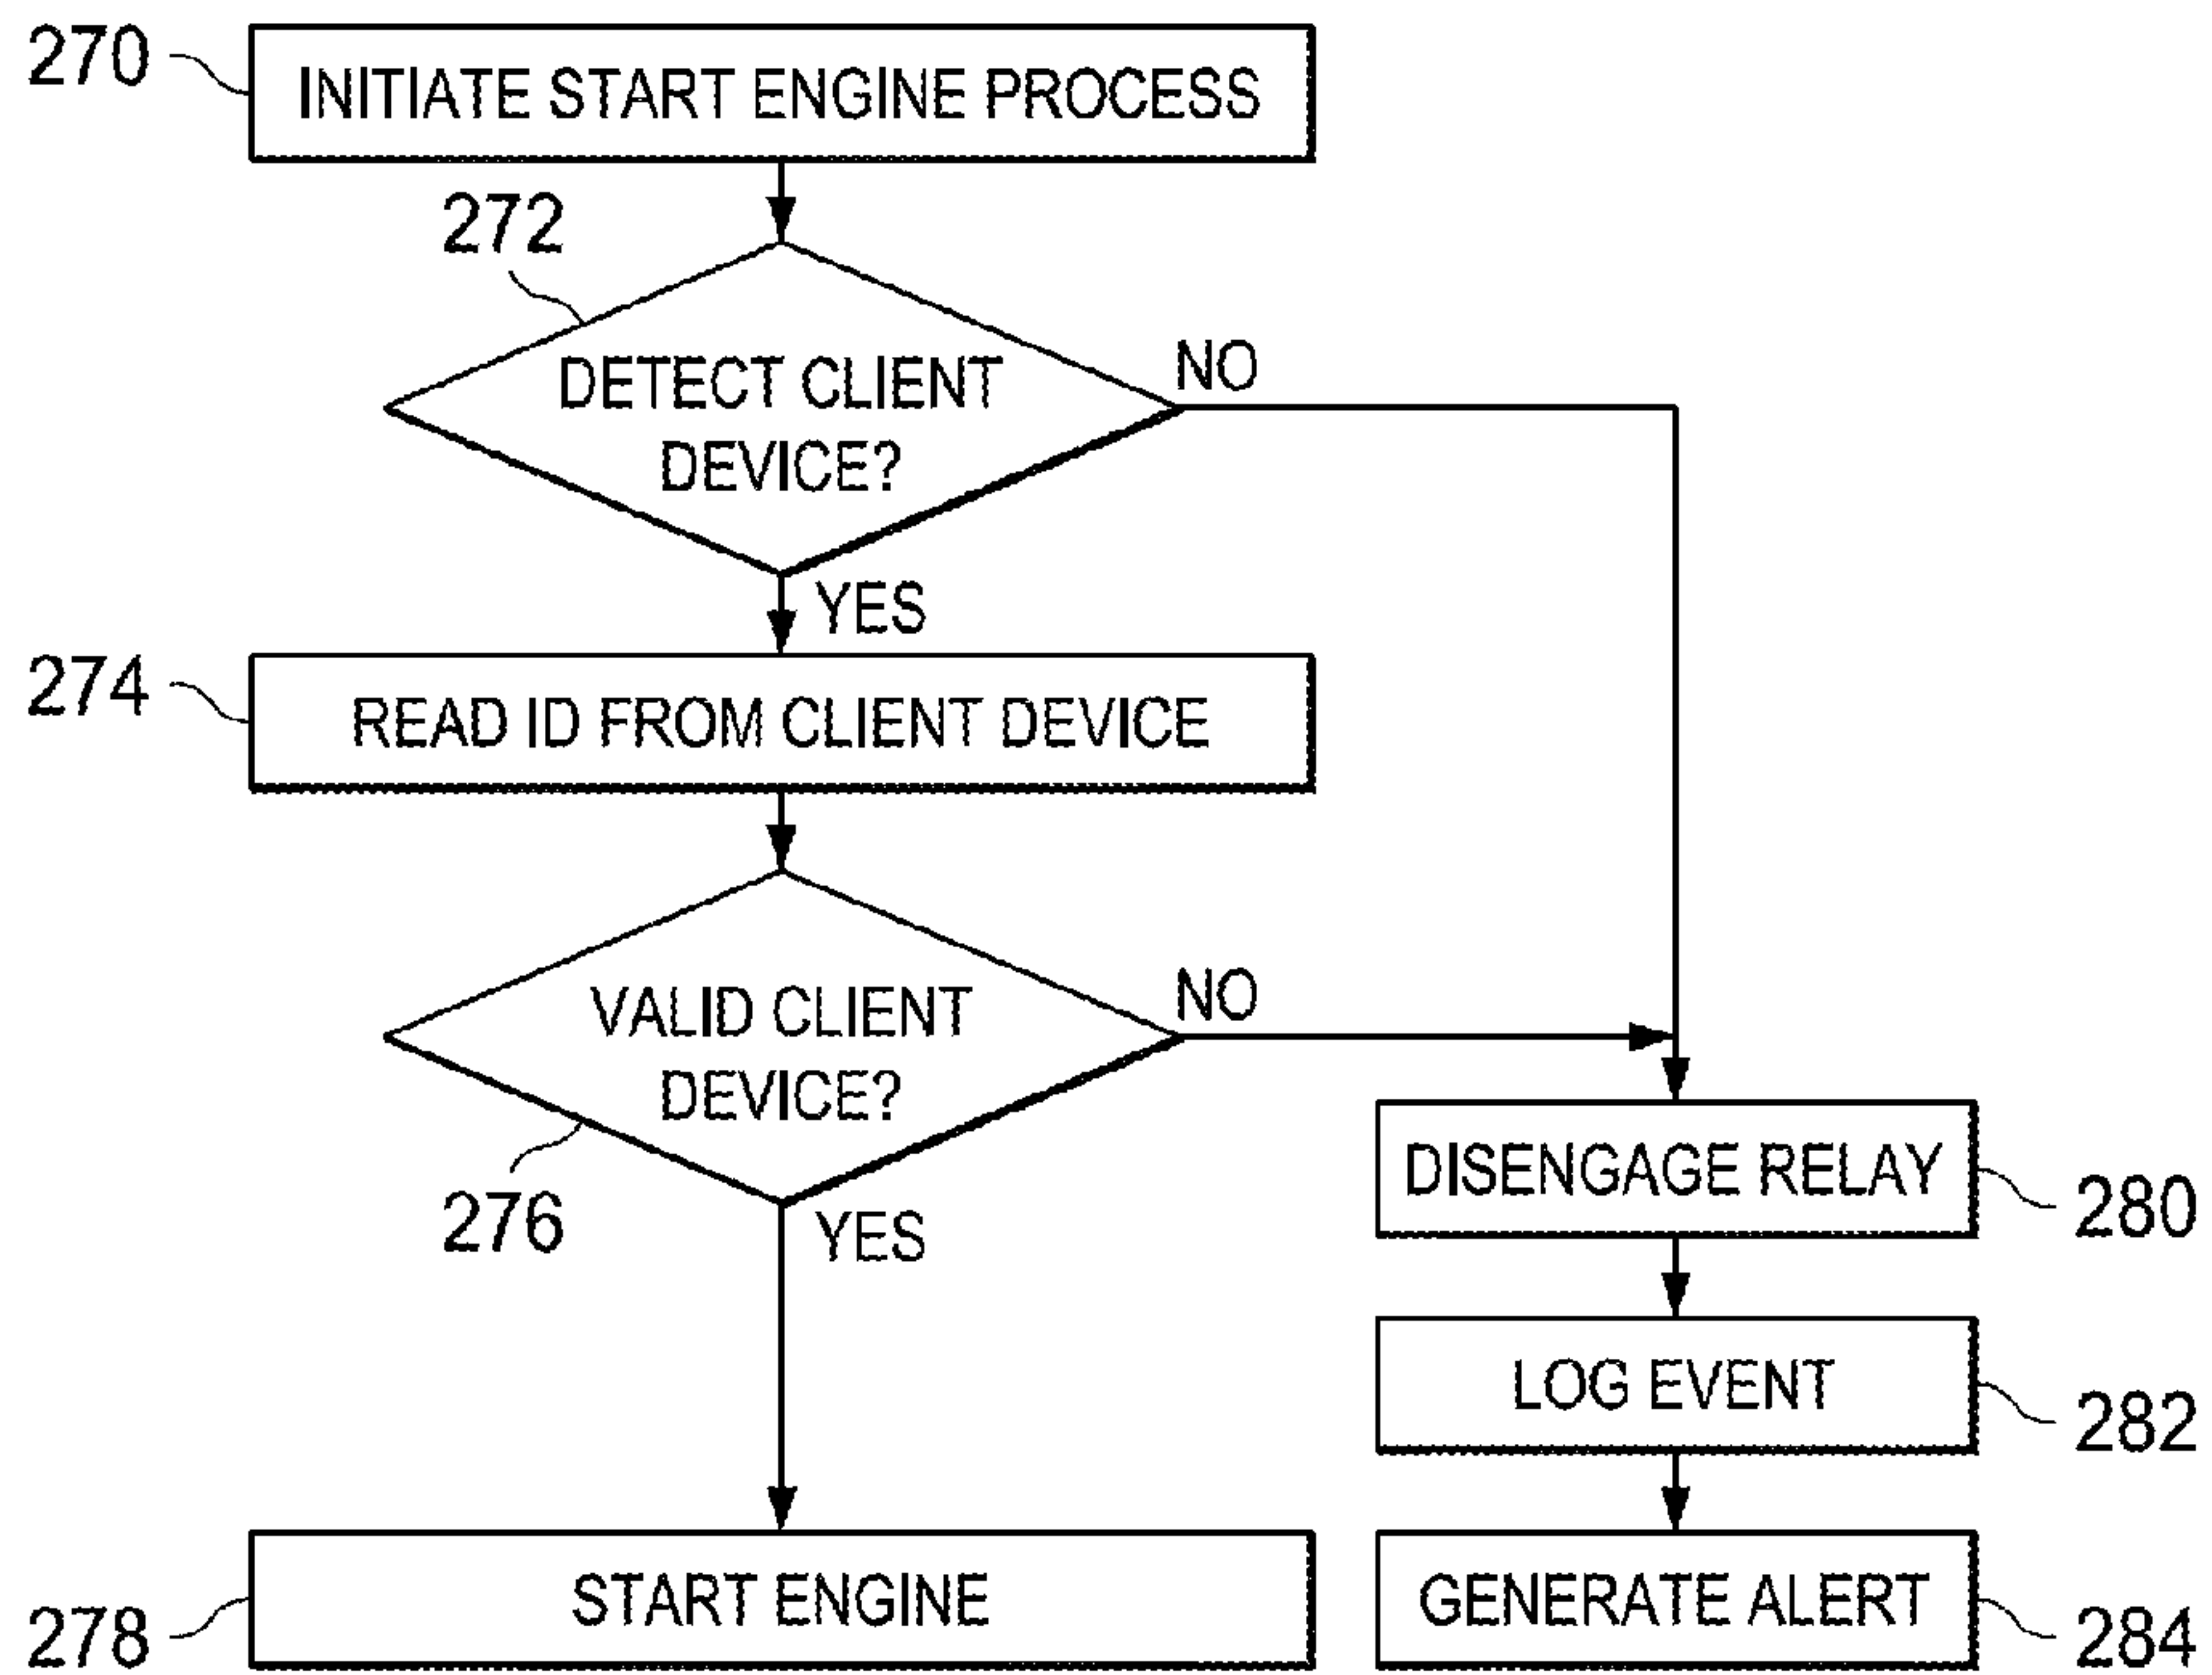 270
INITIATE START ENGINE PROCESS
272
DETECT CLIENT
DEVICE?
NO
YES
274
READ ID FROM CLIENT DEVICE
VALID CLIENT
DEVICE?
NO
276
YES
DISENGAGE RELAY
280
LOG EVENT
282
278
START ENGINE
GENERATE ALERT
284